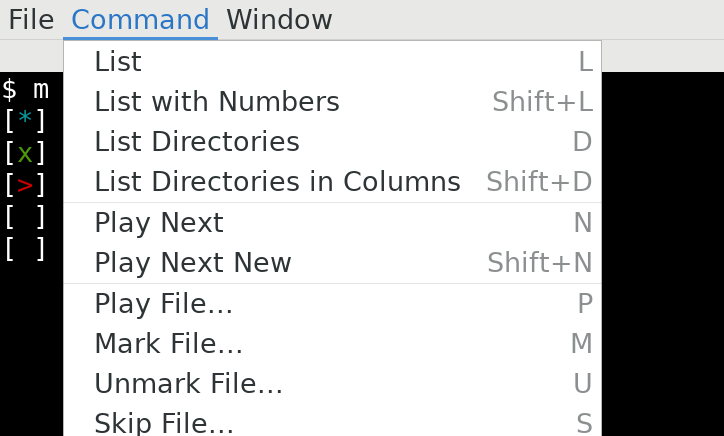 File Command Window
List L
List with Numbers Shift+L
List Directories D
List Directories in Columns Shift+D
Play Next N
Play Next New Shift+N
Play File... P
Mark File... M
Unmark File... U
Skip File... S
$ m
[*]
[x]
[>]
[ ]
[ ]